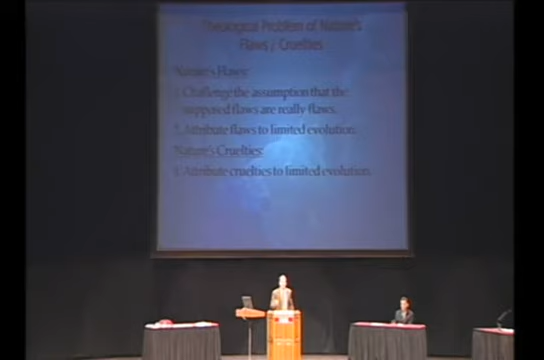 Theological Problem of Nature's
Flaws / Cruelties
Nature's Flaws:
1. Challenge the assumption that the
supposed flaws are really flaws.
2. Attribute flaws to limited evolution.
Nature's Cruelties:
1. Attribute cruelties to limited evolution.